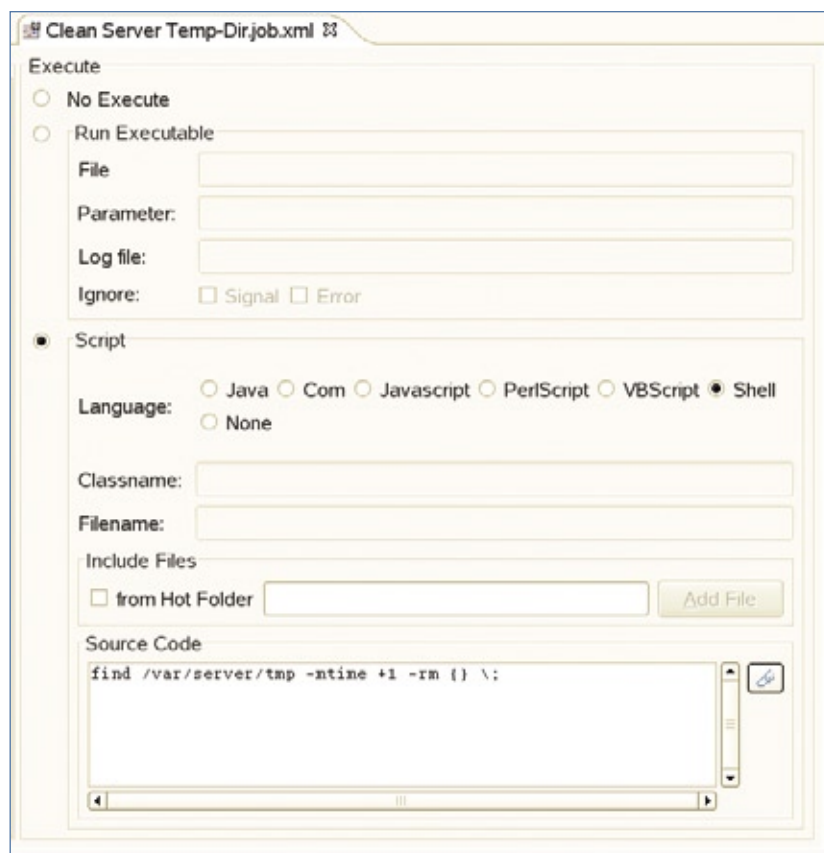 Clean Server Temp-Dir.job.xml
Execute
No Execute
Run Executable
File
Parameter:
Log file:
Ignore: Signal Error
Script
Language: Java Com Javascript PerlScript VBScript Shell
None
Classname:
Filename:
Include Files
from Hot Folder Add File
Source Code
find /var/server/tmp -mtime +1 -rm {} \;